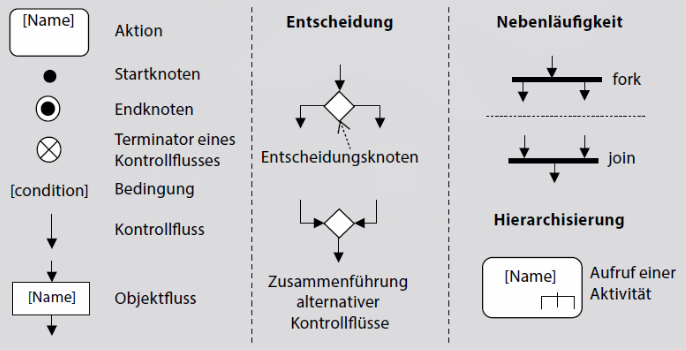 [Name]
Aktion
Startknoten
Endknoten
Terminator eines
Kontrollflusses
[condition]
Bedingung
Kontrollfluss
[Name]
Objektfluss
Entscheidung
Entscheidungsknoten
Zusammenführung
alternativer
Kontrollflüsse
Nebenläufigkeit
fork
join
Hierarchisierung
[Name]
Aufruf einer
Aktivität